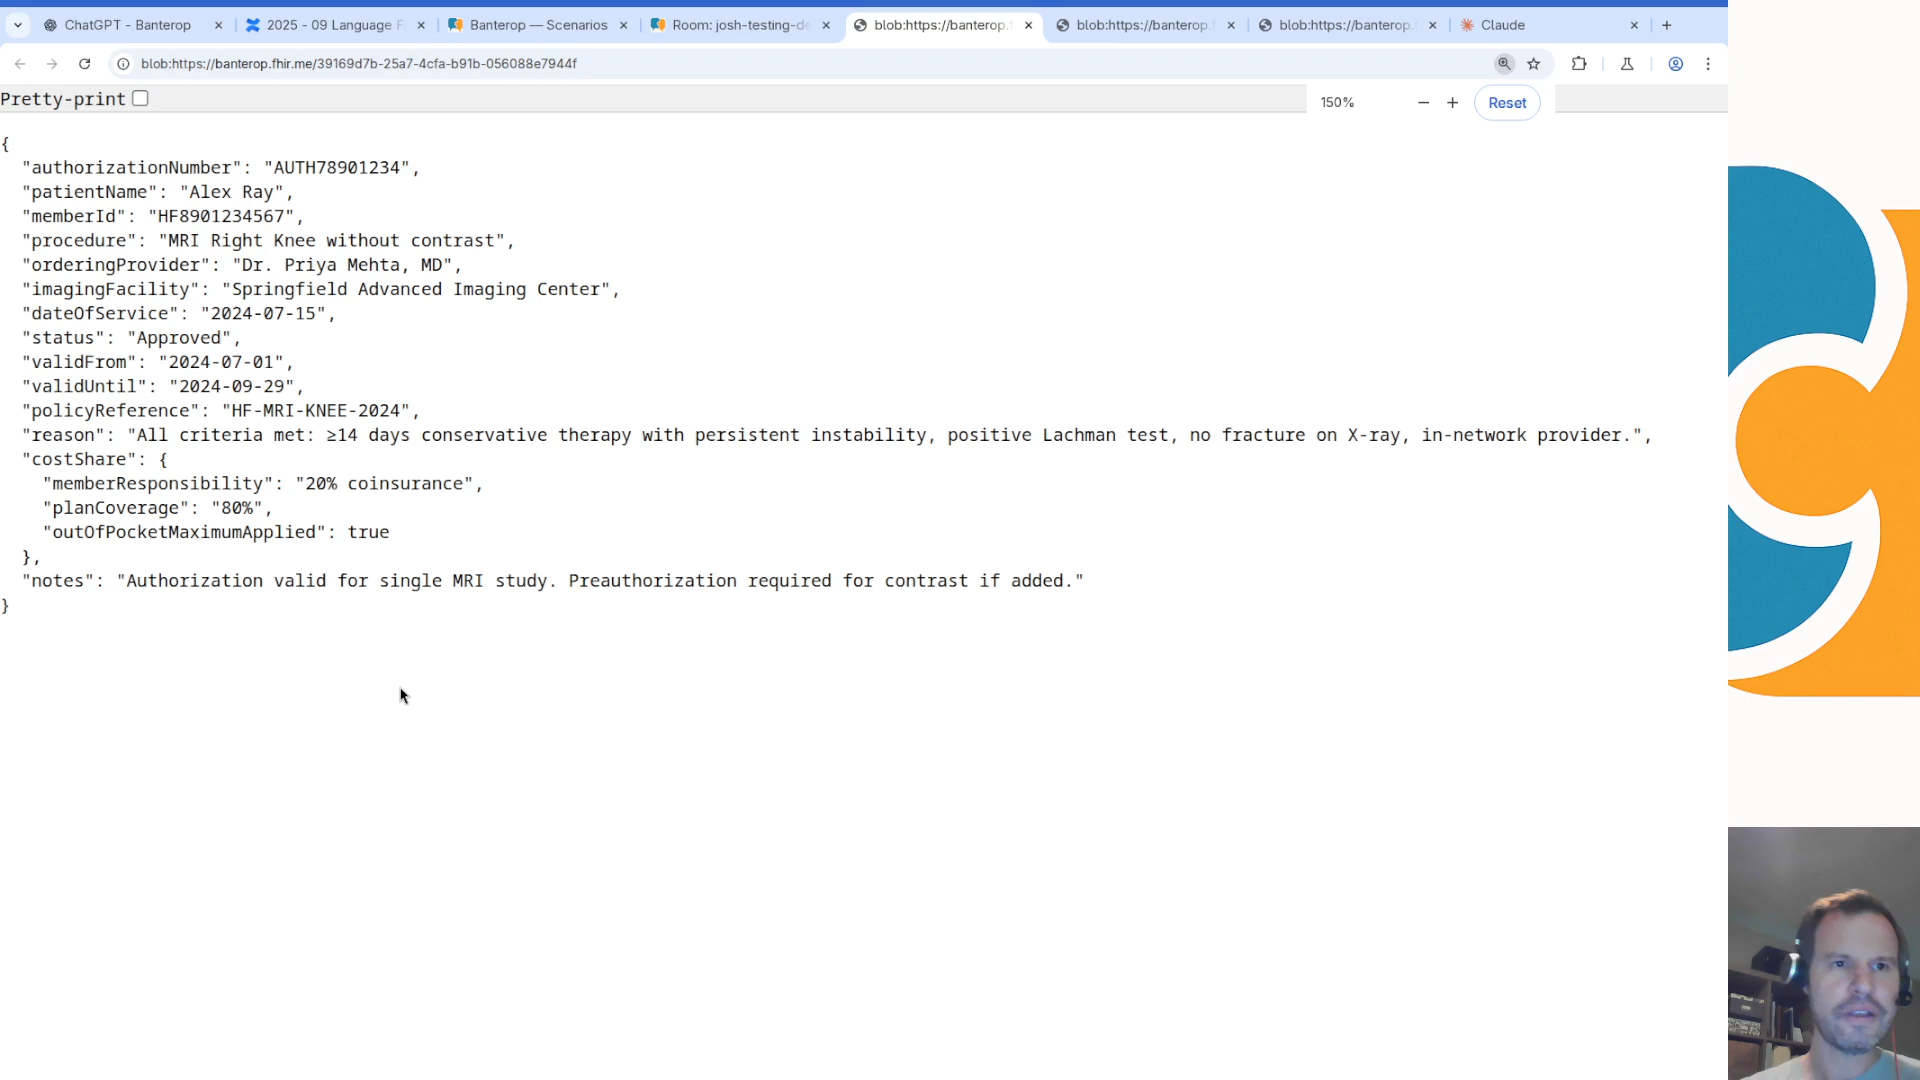 ChatGPT - Banterop
2025 - 09 Language F
Banterop — Scenarios
Room: josh-testing-de
blob:https://banterop.f
blob:https://banterop.f
blob:https://banterop.f
Claude
blob:https://banterop.fhir.me/39169d7b-25a7-4cfa-b91b-056088e7944f
Pretty-print
150%
Reset
{
"authorizationNumber": "AUTH78901234",
"patientName": "Alex Ray",
"memberId": "HF8901234567",
"procedure": "MRI Right Knee without contrast",
"orderingProvider": "Dr. Priya Mehta, MD",
"imagingFacility": "Springfield Advanced Imaging Center",
"dateOfService": "2024-07-15",
"status": "Approved",
"validFrom": "2024-07-01",
"validUntil": "2024-09-29",
"policyReference": "HF-MRI-KNEE-2024",
"reason": "All criteria met: ≥14 days conservative therapy with persistent instability, positive Lachman test, no fracture on X-ray, in-network provider.",
"costShare": {
"memberResponsibility": "20% coinsurance",
"planCoverage": "80%",
"outOfPocketMaximumApplied": true
},
"notes": "Authorization valid for single MRI study. Preauthorization required for contrast if added."
}